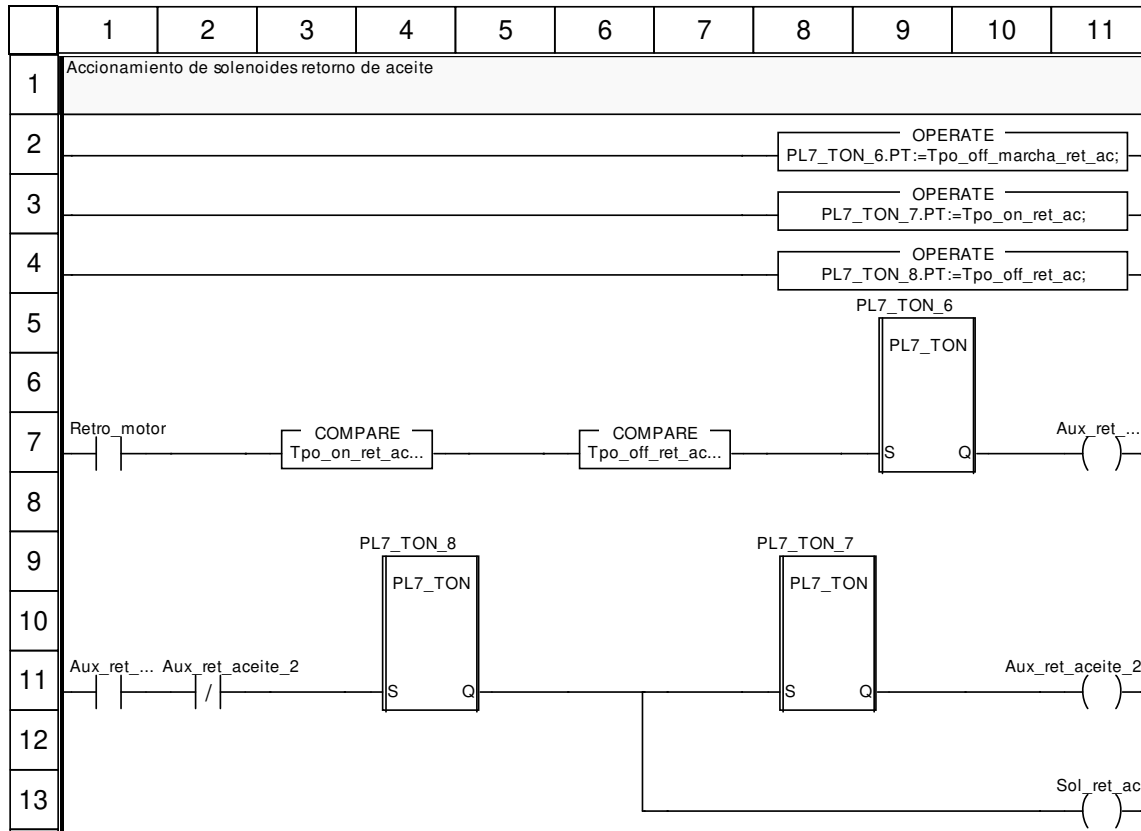 1 2 3 4 5 6 7 8 9 10 11
1
Accionamiento de solenoides retorno de aceite
2
OPERATE
PL7_TON_6.PT:=Tpo_off_marcha_ret_ac;
3
OPERATE
PL7_TON_7.PT:=Tpo_on_ret_ac;
4
OPERATE
PL7_TON_8.PT:=Tpo_off_ret_ac;
5
PL7_TON_6
PL7_TON
6
7
Retro_motor
COMPARE
Tpo_on_ret_ac...
COMPARE
Tpo_off_ret_ac...
S Q
Aux_ret_...
8
9
PL7_TON_8
PL7_TON_7
PL7_TON
PL7_TON
10
11
Aux_ret_... Aux_ret_aceite_2
/
S Q
S Q
Aux_ret_aceite_2
12
13
Sol_ret_ac